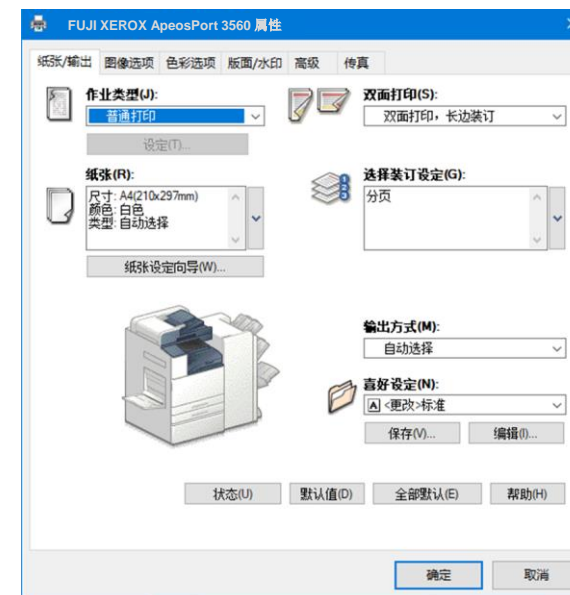 FUJI XEROX ApeosPort 3560 属性
纸张/输出 图像选项 色彩选项 版面/水印 高级 传真
作业类型(J):
普通打印
设定(T)...
双面打印(S):
双面打印，长边装订
纸张(R):
尺寸: A4(210x297mm)
颜色: 白色
类型: 自动选择
纸张设定向导(W)...
选择装订设定(G):
分页
1
2
3
输出方式(M):
自动选择
喜好设定(N):
A <更改>标准
保存(V)... 编辑(I)...
状态(U) 默认值(D) 全部默认(E) 帮助(H)
确定 取消